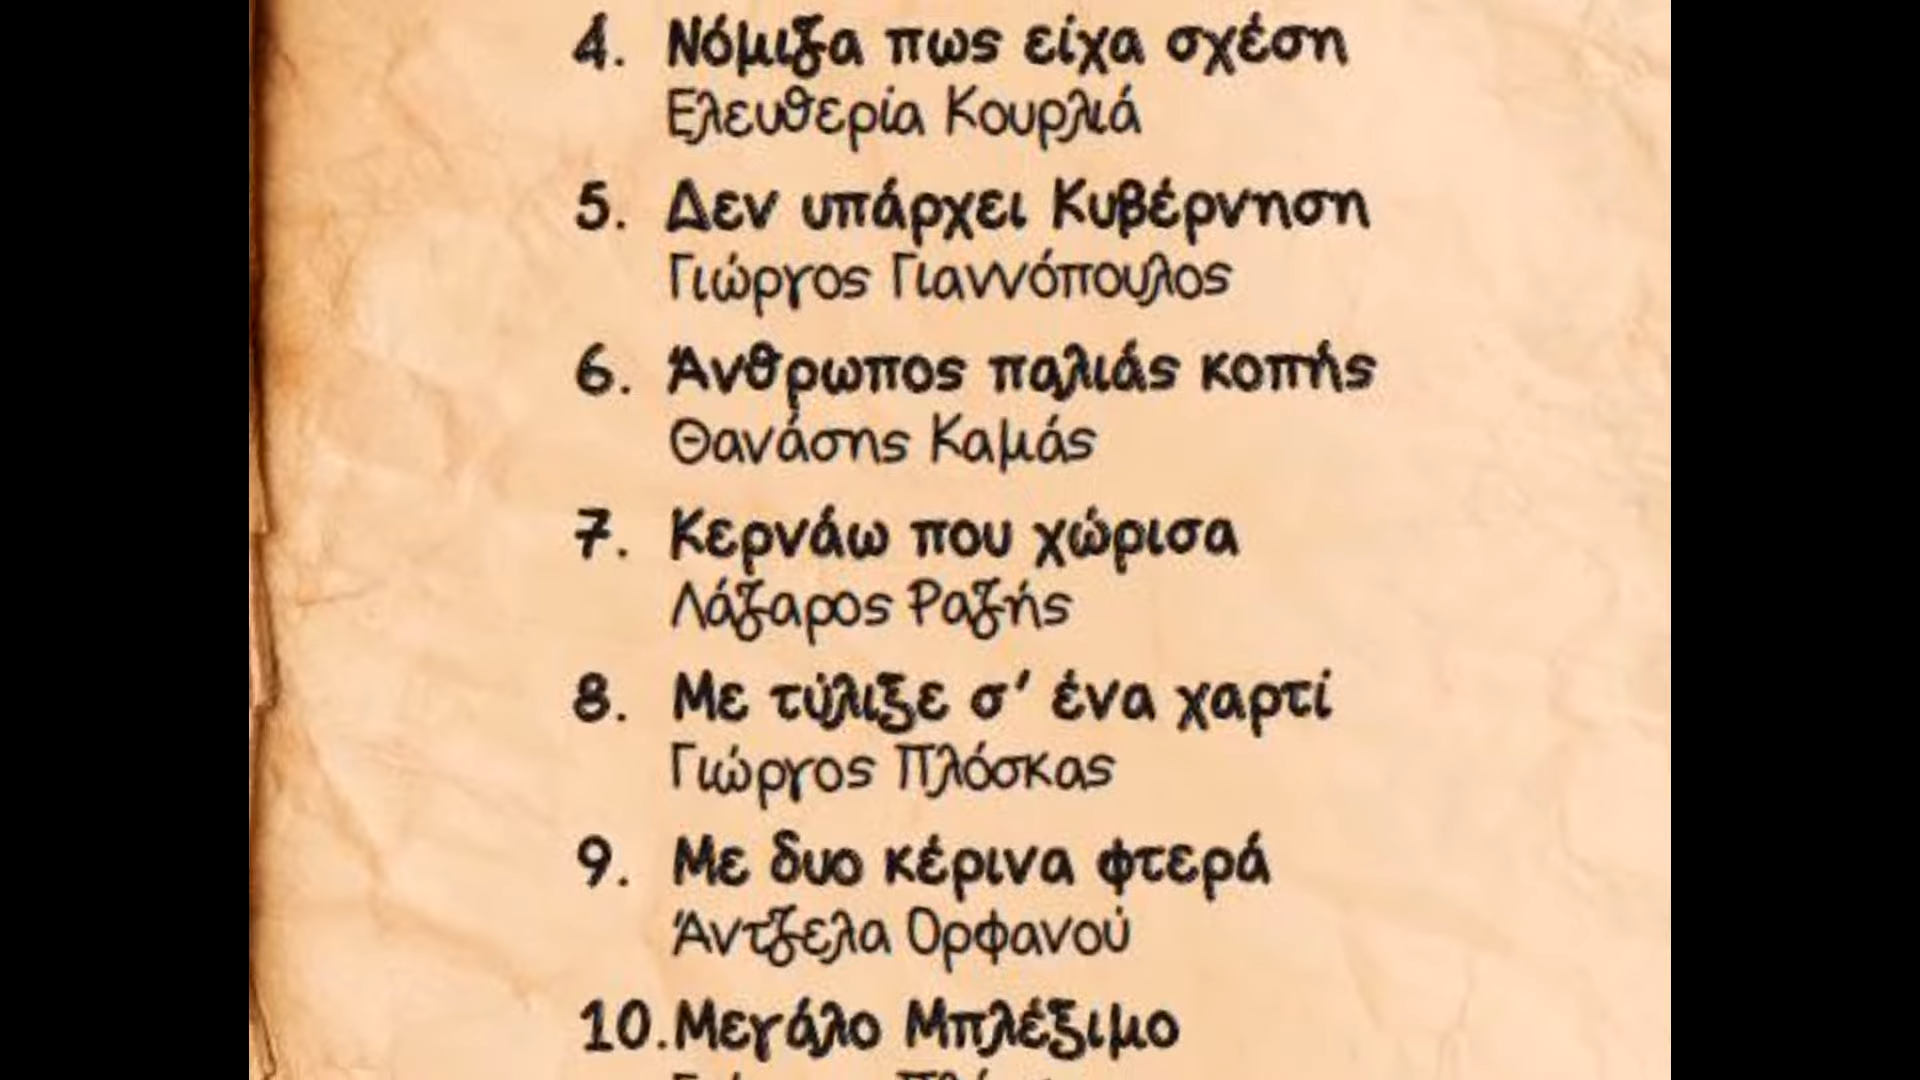 4. Νόμιζα πως είχα σχέση
Ελευθερία Κουρλιά
5. Δεν υπάρχει Κυβέρνηση
Γιώργος Γιαννόπουλος
6. Άνθρωπος παλιάς κοπής
Θανάσης Καμάς
7. Κερνάω που χώρισα
Λάζαρος Ραζής
8. Με τύλιξε σ' ένα χαρτί
Γιώργος Πλόσκας
9. Με δυο κέρινα φτερά
Άντζελα Ορφανού
10. Μεγάλο Μπλέξιμο